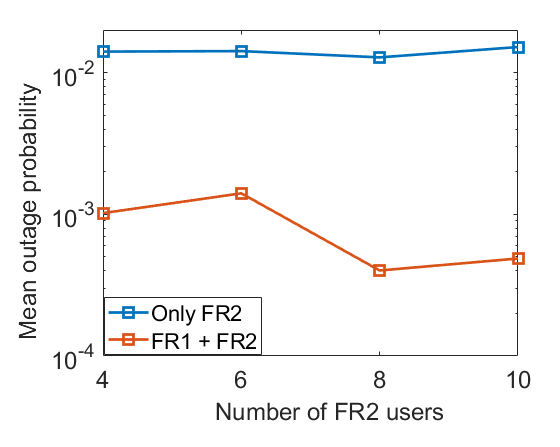 Mean outage probability
10-2
10-3
10-4
Only FR2
FR1 + FR2
4 6 8 10
Number of FR2 users